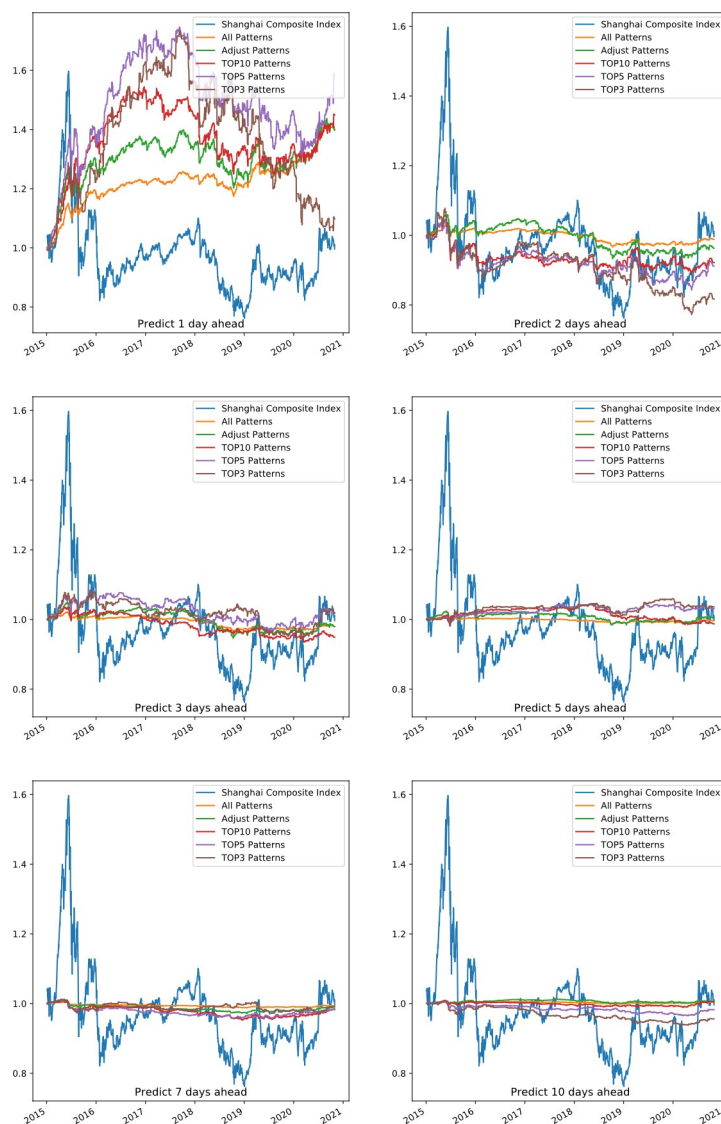 Shanghai Composite Index
All Patterns
Adjust Patterns
TOP10 Patterns
TOP5 Patterns
TOP3 Patterns
1.6
1.4
1.2
1.0
0.8
Predict 1 day ahead
2015
2016
2017
2018
2019
2020
2021
Shanghai Composite Index
All Patterns
Adjust Patterns
TOP10 Patterns
TOP5 Patterns
TOP3 Patterns
1.6
1.4
1.2
1.0
0.8
Predict 2 days ahead
2015
2016
2017
2018
2019
2020
2021
Shanghai Composite Index
All Patterns
Adjust Patterns
TOP10 Patterns
TOP5 Patterns
TOP3 Patterns
1.6
1.4
1.2
1.0
0.8
Predict 3 days ahead
2015
2016
2017
2018
2019
2020
2021
Shanghai Composite Index
All Patterns
Adjust Patterns
TOP10 Patterns
TOP5 Patterns
TOP3 Patterns
1.6
1.4
1.2
1.0
0.8
Predict 5 days ahead
2015
2016
2017
2018
2019
2020
2021
Shanghai Composite Index
All Patterns
Adjust Patterns
TOP10 Patterns
TOP5 Patterns
TOP3 Patterns
1.6
1.4
1.2
1.0
0.8
Predict 7 days ahead
2015
2016
2017
2018
2019
2020
2021
Shanghai Composite Index
All Patterns
Adjust Patterns
TOP10 Patterns
TOP5 Patterns
TOP3 Patterns
1.6
1.4
1.2
1.0
0.8
Predict 10 days ahead
2015
2016
2017
2018
2019
2020
2021